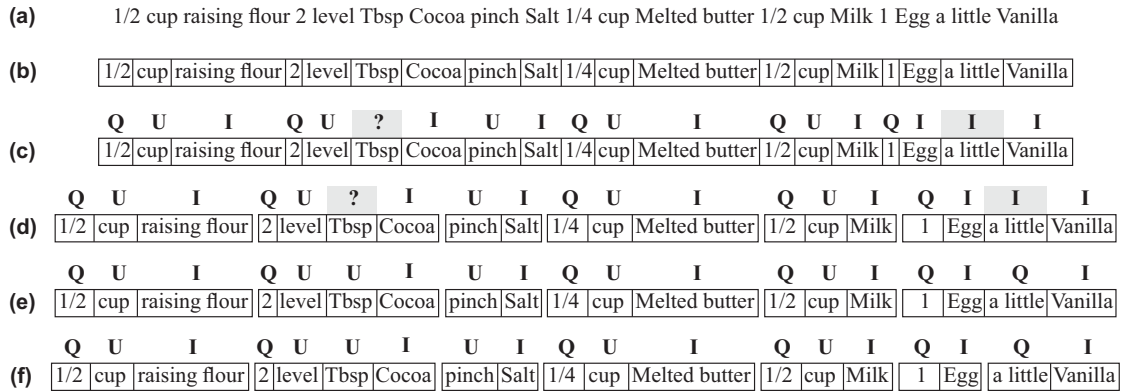 (a) 1/2 cup raising flour 2 level Tbsp Cocoa pinch Salt 1/4 cup Melted butter 1/2 cup Milk 1 Egg a little Vanilla
(b) 1/2 cup raising flour 2 level Tbsp Cocoa pinch Salt 1/4 cup Melted butter 1/2 cup Milk 1 Egg a little Vanilla
Q U I Q U ? I U I Q U I Q U I Q I I I
(c) 1/2 cup raising flour 2 level Tbsp Cocoa pinch Salt 1/4 cup Melted butter 1/2 cup Milk 1 Egg a little Vanilla
Q U I Q U ? I U I Q U I Q U I Q I I I
(d) 1/2 cup raising flour 2 level Tbsp Cocoa pinch Salt 1/4 cup Melted butter 1/2 cup Milk 1 Egg a little Vanilla
Q U I Q U U I U I Q U I Q U I Q I Q I
(e) 1/2 cup raising flour 2 level Tbsp Cocoa pinch Salt 1/4 cup Melted butter 1/2 cup Milk 1 Egg a little Vanilla
Q U I Q U U I U I Q U I Q U I Q I Q I
(f) 1/2 cup raising flour 2 level Tbsp Cocoa pinch Salt 1/4 cup Melted butter 1/2 cup Milk 1 Egg a little Vanilla